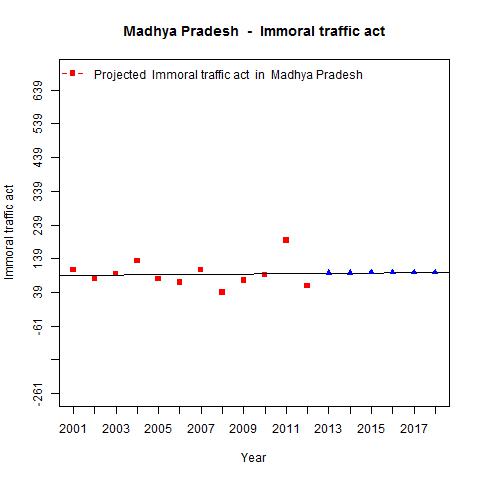 Madhya Pradesh - Immoral traffic act
Projected Immoral traffic act in Madhya Pradesh
639
539
439
339
239
139
39
-61
-261
Immoral traffic act
2001 2003 2005 2007 2009 2011 2013 2015 2017
Year